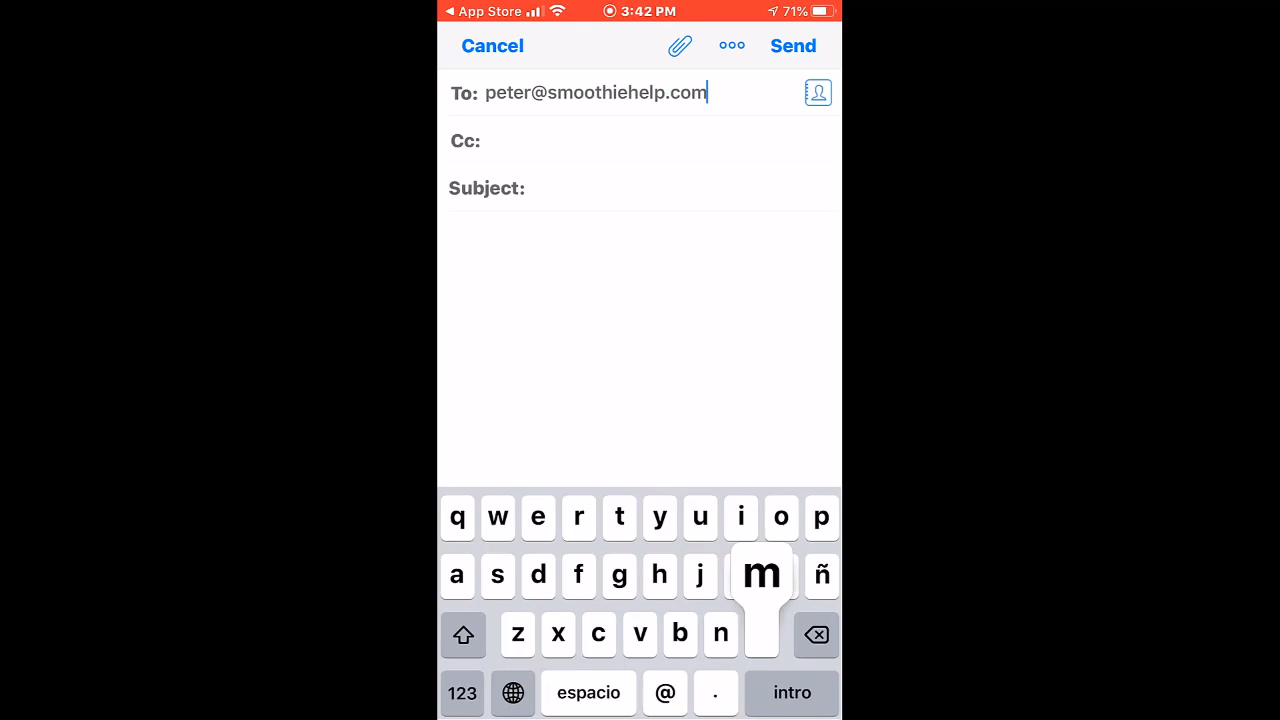 App Store 3:42 PM 71%
Cancel Send
To: peter@smoothiehelp.com
Cc:
Subject:
q w e r t y u i o p
a s d f g h j m ñ
z x c v b n
123 espacio @ . intro